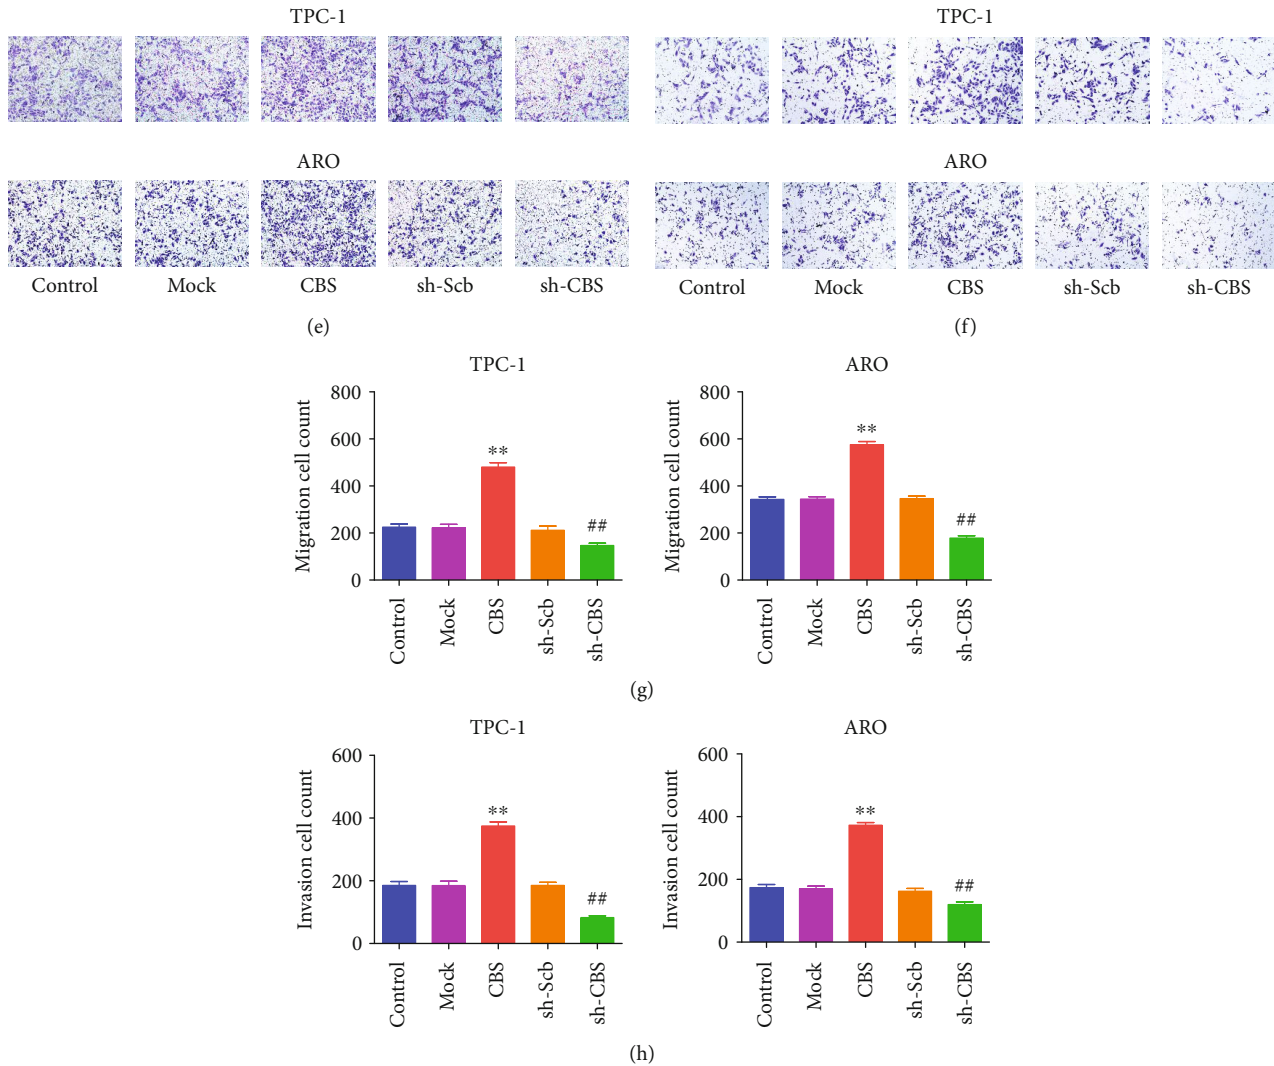 TPC-1
ARO
Control Mock CBS sh-Scb sh-CBS
(e)
TPC-1
ARO
Control Mock CBS sh-Scb sh-CBS
(f)
TPC-1
Migration cell count
800
600
400
200
0
**
##
Control
Mock
CBS
sh-Scb
sh-CBS
ARO
Migration cell count
800
600
400
200
0
**
##
Control
Mock
CBS
sh-Scb
sh-CBS
(g)
TPC-1
Invasion cell count
600
400
200
0
**
##
Control
Mock
CBS
sh-Scb
sh-CBS
ARO
Invasion cell count
600
400
200
0
**
##
Control
Mock
CBS
sh-Scb
sh-CBS
(h)